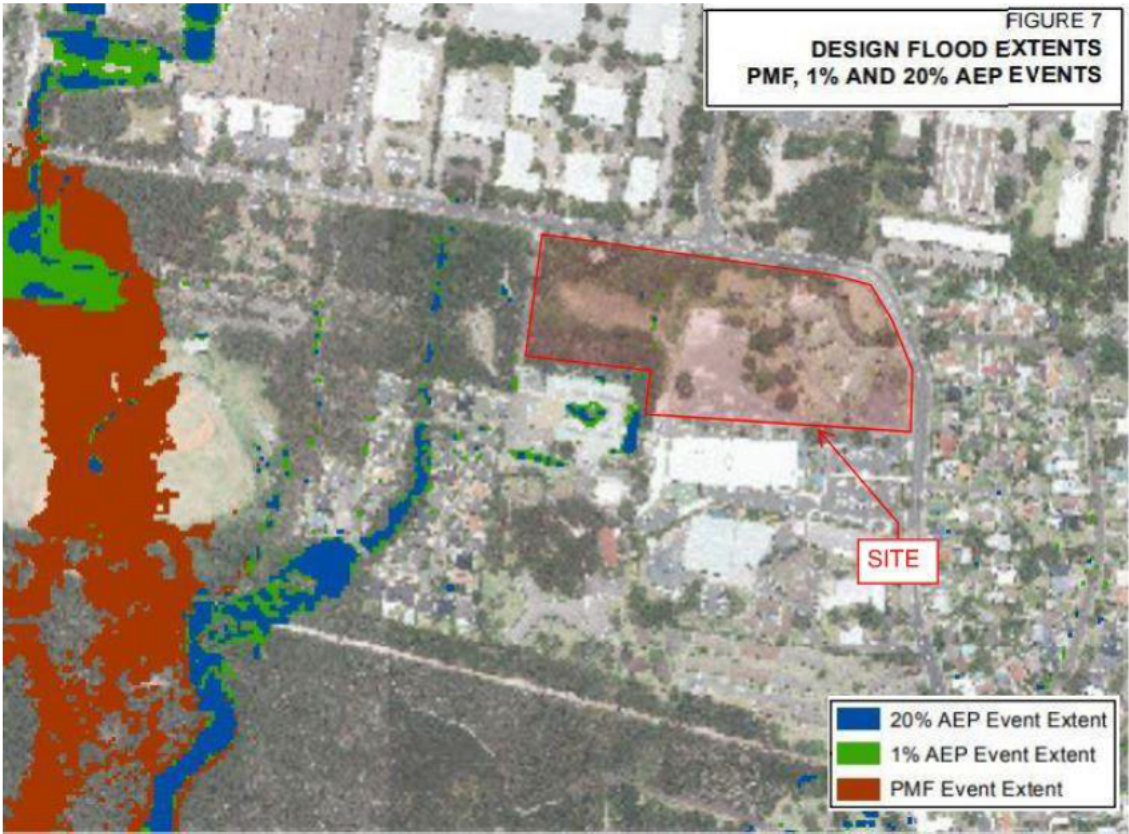 FIGURE 7
DESIGN FLOOD EXTENTS
PMF, 1% AND 20% AEP EVENTS
SITE
20% AEP Event Extent
1% AEP Event Extent
PMF Event Extent